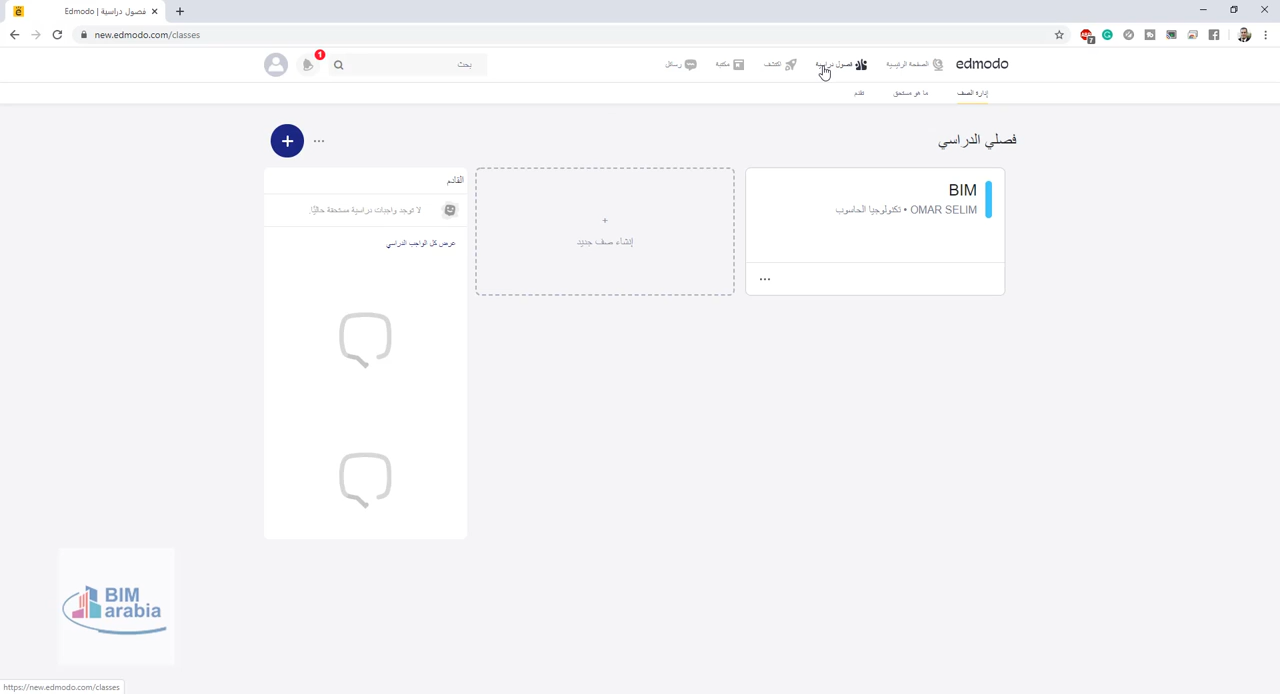 فصول دراسية | Edmodo
new.edmodo.com/classes
7
edmodo
الصفحة الرئيسية
فصول دراسية
اكتشف
مكتبة
رسائل
بحث
1
إدارة الصف
ما هو مستحق
تقدم
فصلي الدراسي
BIM
OMAR SELIM • تكنولوجيا الحاسوب
+
إنشاء صف جديد
القادم
لا توجد واجبات دراسية مستحقة حاليًا.
عرض كل الواجب الدراسي
BIM
arabia
https://new.edmodo.com/classes